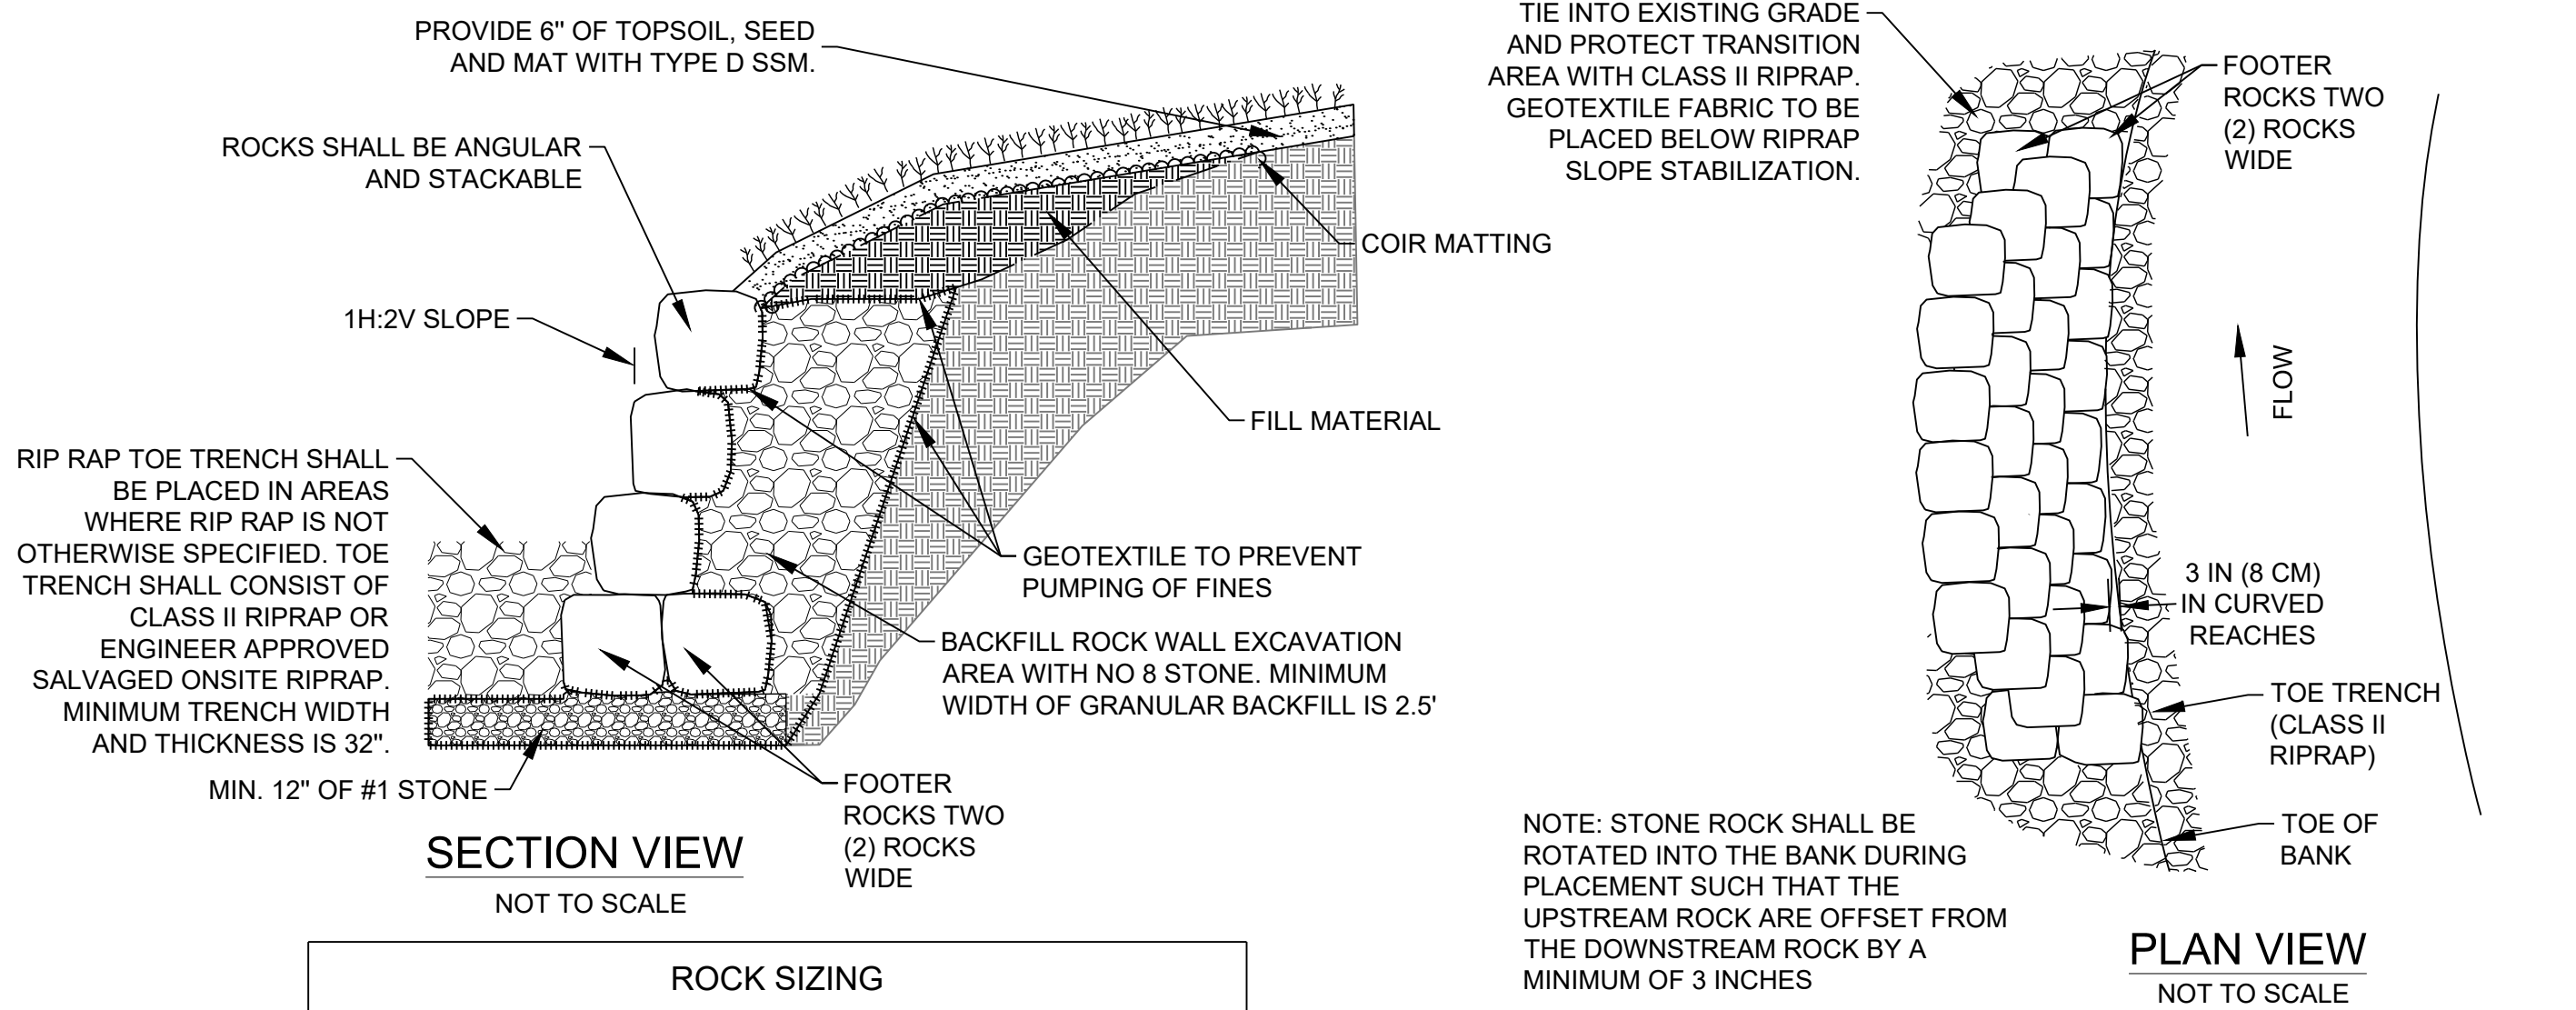 PROVIDE 6" OF TOPSOIL, SEED
AND MAT WITH TYPE D SSM.
ROCKS SHALL BE ANGULAR
AND STACKABLE
1H:2V SLOPE
RIP RAP TOE TRENCH SHALL
BE PLACED IN AREAS
WHERE RIP RAP IS NOT
OTHERWISE SPECIFIED. TOE
TRENCH SHALL CONSIST OF
CLASS II RIPRAP OR
ENGINEER APPROVED
SALVAGED ONSITE RIPRAP.
MINIMUM TRENCH WIDTH
AND THICKNESS IS 32".
MIN. 12" OF #1 STONE
COIR MATTING
FILL MATERIAL
GEOTEXTILE TO PREVENT
PUMPING OF FINES
BACKFILL ROCK WALL EXCAVATION
AREA WITH NO 8 STONE. MINIMUM
WIDTH OF GRANULAR BACKFILL IS 2.5'
FOOTER
ROCKS TWO
(2) ROCKS
WIDE
SECTION VIEW
NOT TO SCALE
ROCK SIZING
TIE INTO EXISTING GRADE
AND PROTECT TRANSITION
AREA WITH CLASS II RIPRAP.
GEOTEXTILE FABRIC TO BE
PLACED BELOW RIPRAP
SLOPE STABILIZATION.
FOOTER
ROCKS TWO
(2) ROCKS
WIDE
FLOW
3 IN (8 CM)
IN CURVED
REACHES
TOE TRENCH
(CLASS II
RIPRAP)
TOE OF
BANK
NOTE: STONE ROCK SHALL BE
ROTATED INTO THE BANK DURING
PLACEMENT SUCH THAT THE
UPSTREAM ROCK ARE OFFSET FROM
THE DOWNSTREAM ROCK BY A
MINIMUM OF 3 INCHES
PLAN VIEW
NOT TO SCALE